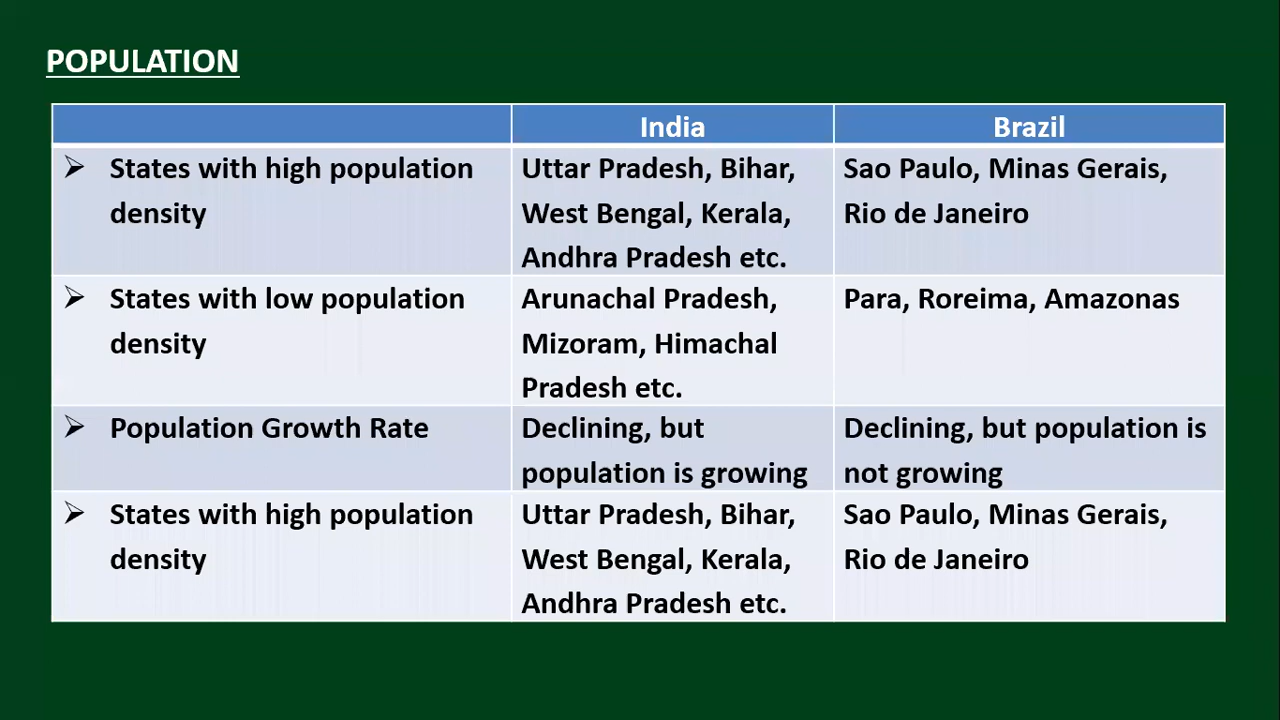 POPULATION
India
Brazil
➢ States with high population
density
Uttar Pradesh, Bihar,
West Bengal, Kerala,
Andhra Pradesh etc.
Sao Paulo, Minas Gerais,
Rio de Janeiro
➢ States with low population
density
Arunachal Pradesh,
Mizoram, Himachal
Pradesh etc.
Para, Roreima, Amazonas
➢ Population Growth Rate
Declining, but
population is growing
Declining, but population is
not growing
➢ States with high population
density
Uttar Pradesh, Bihar,
West Bengal, Kerala,
Andhra Pradesh etc.
Sao Paulo, Minas Gerais,
Rio de Janeiro